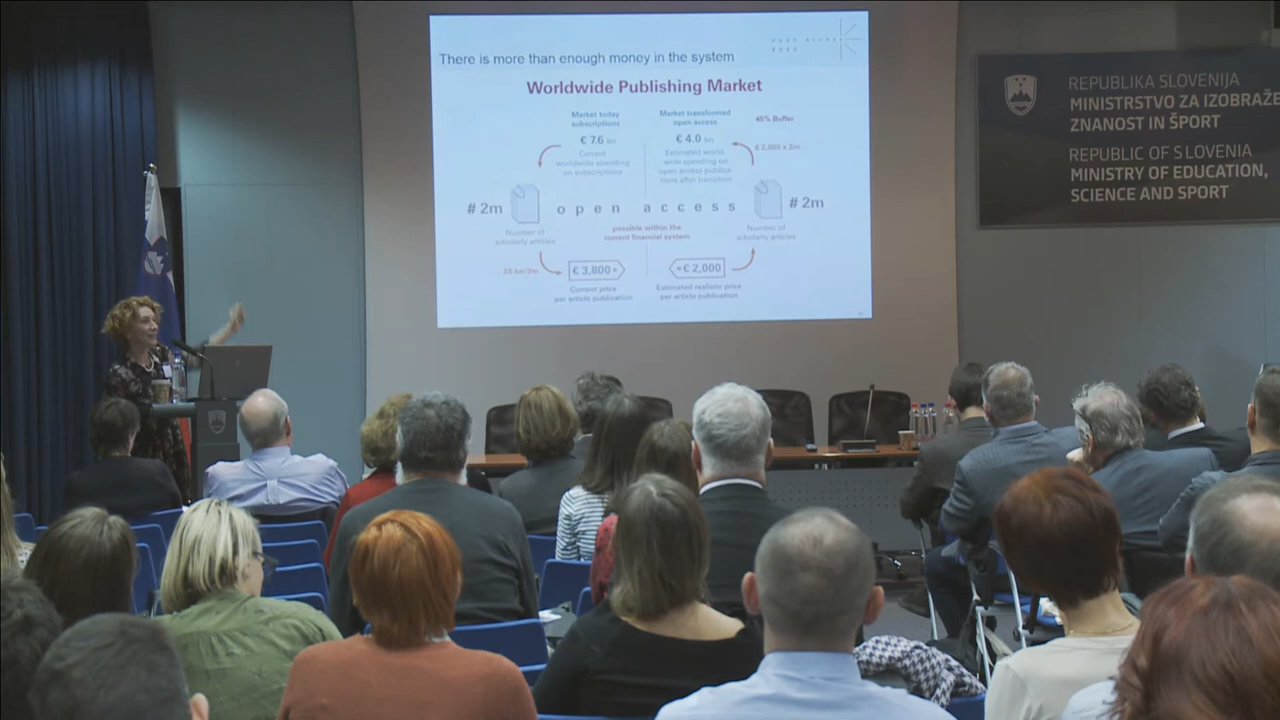 There is more than enough money in the system
Worldwide Publishing Market
Market today
subscriptions
€ 7.6 bn
Current
worldwide spending
on subscriptions
Market transformed
open access
€ 4.0 bn
Estimated world-
wide spending on
open access publica
tions after transition
45% Buffer
€ 2,000 x 2m
# 2m
open access
# 2m
Number of
scholarly articles
possible within the
current financial system
Number of
scholarly articles
€ 3,800
€ 2,000
Current price
per article publication
Estimated realistic price
per article publication
REPUBLIKA SLOVENIJA
MINISTRSTVO ZA IZOBRAŽE
ZNANOST IN ŠPORT
REPUBLIC OF SLOVENIA
MINISTRY OF EDUCATION,
SCIENCE AND SPORT